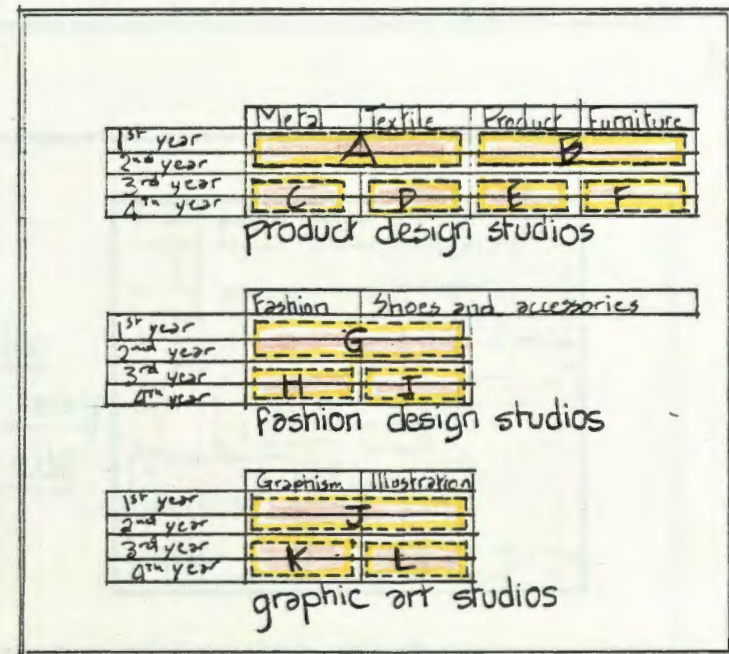 Metal Textile Product Furniture
1st year
A B
2nd year
3rd year
C D E F
4th year
product design studios
Fashion Shoes and accessories
1st year
G
2nd year
3rd year
H I
4th year
fashion design studios
Graphism Illustration
1st year
J
2nd year
3rd year
K L
4th year
graphic art studios